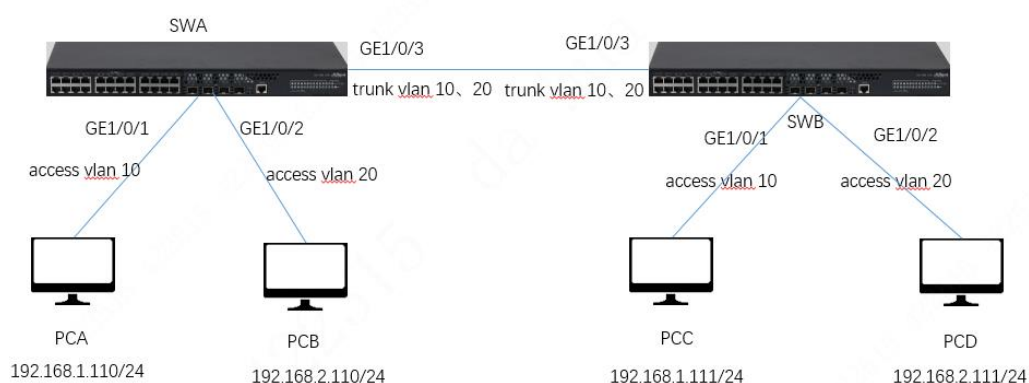 SWA
GE1/0/3
GE1/0/3
trunk vlan 10、20
trunk vlan 10、20
GE1/0/1
GE1/0/2
SWB
GE1/0/1
GE1/0/2
access vlan 10
access vlan 20
access vlan 10
access vlan 20
PCA
PCB
PCC
PCD
192.168.1.110/24
192.168.2.110/24
192.168.1.111/24
192.168.2.111/24